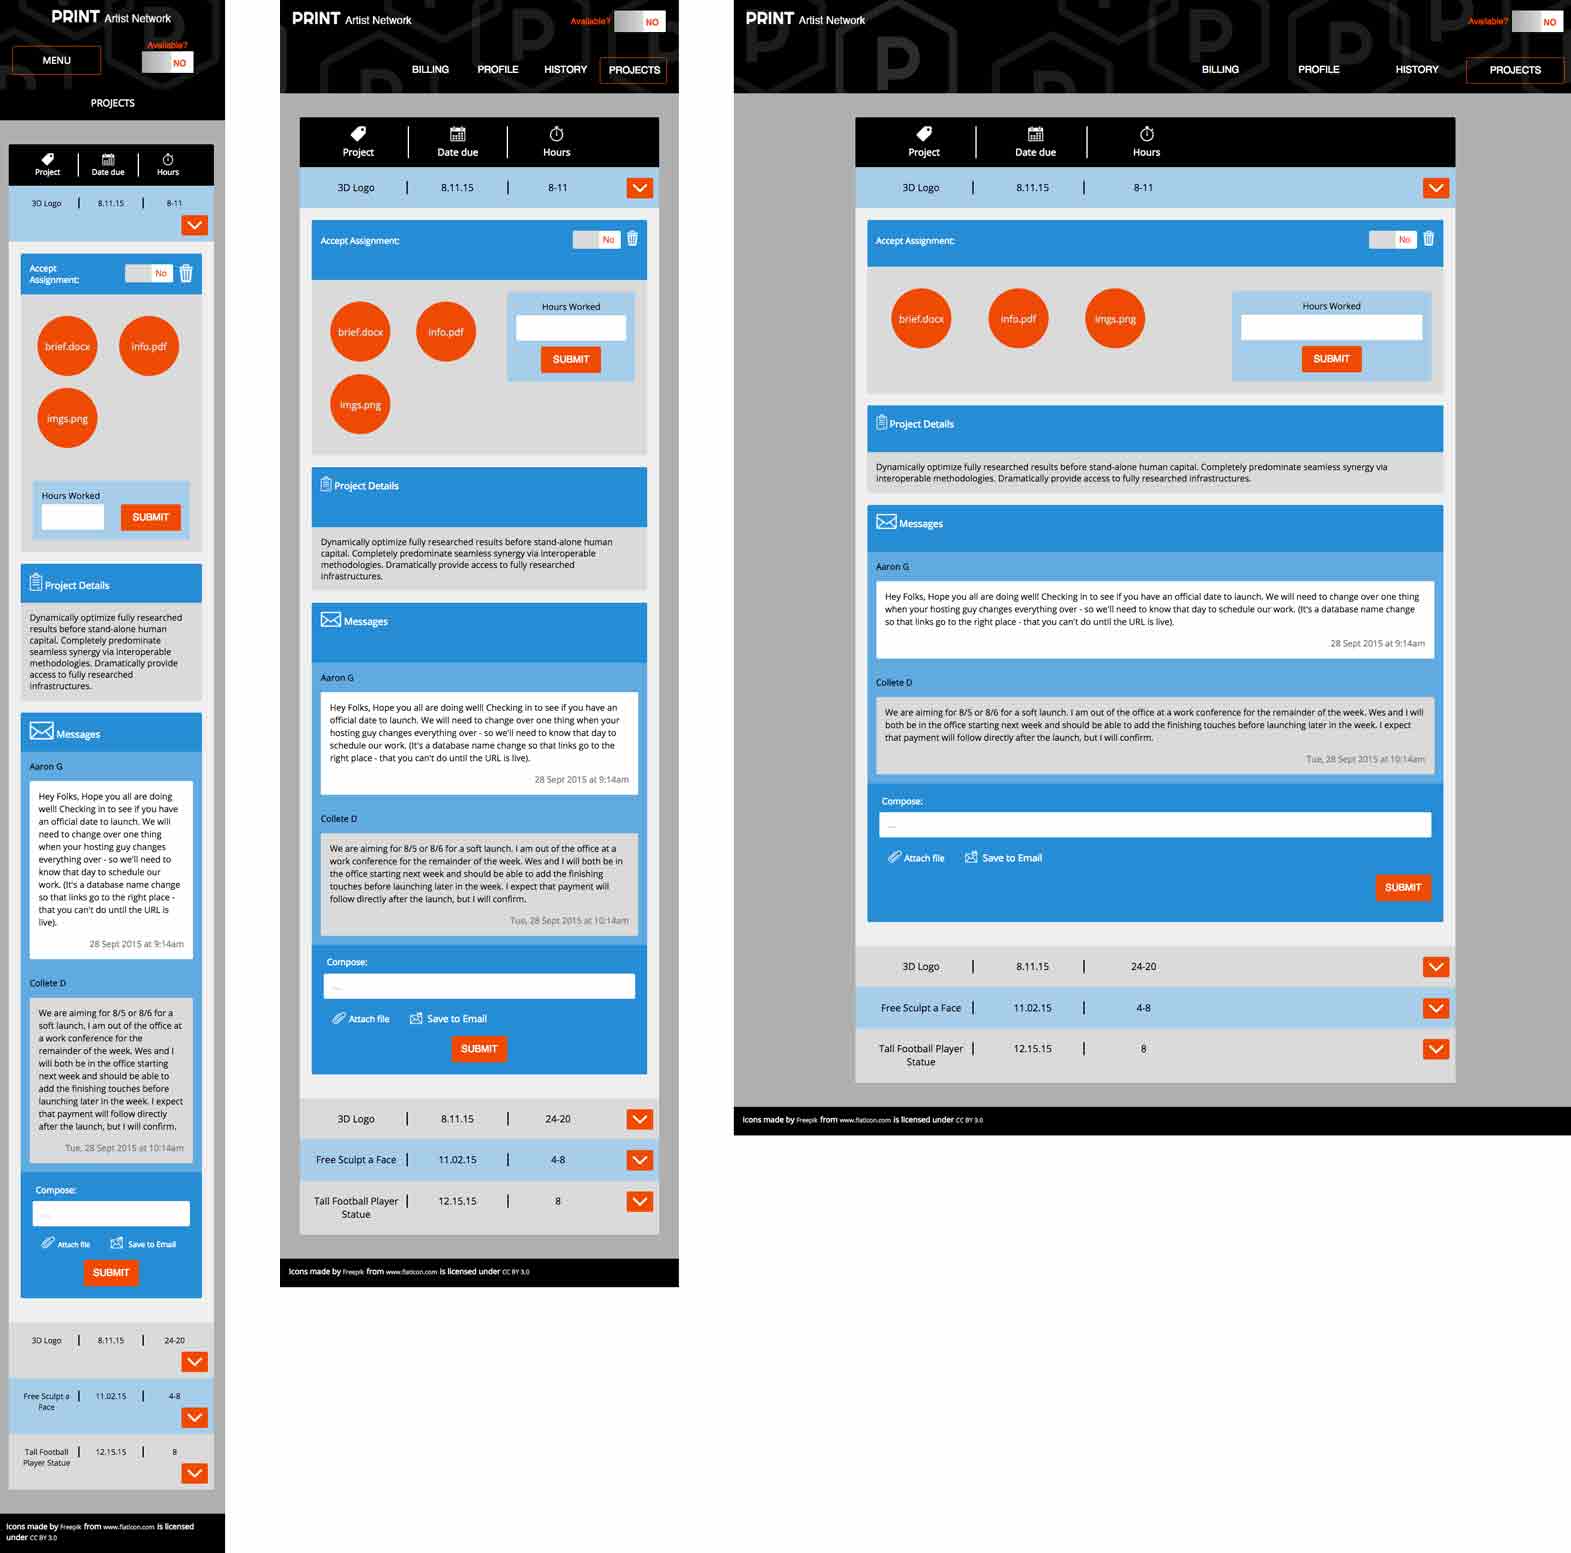 PRINT Artist Network
Available?
MENU
NO
PROJECTS
Project Date due Hours
3D Logo 8.11.15 8-11
Accept
Assignment:
No
brief.docx info.pdf
imgs.png
Hours Worked
SUBMIT
Project Details
Dynamically optimize fully researched
results before stand-alone human
capital. Completely predominate
seamless synergy via interoperable
methodologies. Dramatically provide
access to fully researched
infrastructures.
Messages
Aaron G
Hey Folks, Hope you all are doing
well! Checking in to see if you have
an official date to launch. We will
need to change over one thing
when your hosting guy changes
everything over - so we'll need to
know that day to schedule our
work. (It's a database name change
so that links go to the right place -
that you can't do until the URL is
live).
28 Sept 2015 at 9:14am
Collete D
We are aiming for 8/5 or 8/6 for a
soft launch. I am out of the office at
a work conference for the
remainder of the week. Wes and I
will both be in the office starting
next week and should be able to
add the finishing touches before
launching later in the week. I expect
that payment will follow directly
after the launch, but I will confirm.
Tue, 28 Sept 2015 at 10:14am
Compose:
...
Attach file Save to Email
SUBMIT
3D Logo 8.11.15 24-20
Free Sculpt a 11.02.15 4-8
Face
Tall Football 12.15.15 8
Player Statue
Icons made by Freepik from www.flaticon.com is licensed
under CC BY 3.0
PRINT Artist Network
Available? NO
BILLING PROFILE HISTORY PROJECTS
Project Date due Hours
3D Logo 8.11.15 8-11
Accept Assignment: No
brief.docx info.pdf
imgs.png
Hours Worked
SUBMIT
Project Details
Dynamically optimize fully researched results before stand-alone human
capital. Completely predominate seamless synergy via interoperable
methodologies. Dramatically provide access to fully researched
infrastructures.
Messages
Aaron G
Hey Folks, Hope you all are doing well! Checking in to see if you have an
official date to launch. We will need to change over one thing when your
hosting guy changes everything over - so we'll need to know that day to
schedule our work. (It's a database name change so that links go to the
right place - that you can't do until the URL is live).
28 Sept 2015 at 9:14am
Collete D
We are aiming for 8/5 or 8/6 for a soft launch. I am out of the office at a
work conference for the remainder of the week. Wes and I will both be in
the office starting next week and should be able to add the finishing
touches before launching later in the week. I expect that payment will
follow directly after the launch, but I will confirm.
Tue, 28 Sept 2015 at 10:14am
Compose:
...
Attach file Save to Email
SUBMIT
3D Logo 8.11.15 24-20
Free Sculpt a Face 11.02.15 4-8
Tall Football Player 12.15.15 8
Statue
Icons made by Freepik from www.flaticon.com is licensed under CC BY 3.0
PRINT Artist Network
Available? NO
BILLING PROFILE HISTORY PROJECTS
Project Date due Hours
3D Logo 8.11.15 8-11
Accept Assignment: No
brief.docx info.pdf imgs.png
Hours Worked
SUBMIT
Project Details
Dynamically optimize fully researched results before stand-alone human capital. Completely predominate seamless synergy via
interoperable methodologies. Dramatically provide access to fully researched infrastructures.
Messages
Aaron G
Hey Folks, Hope you all are doing well! Checking in to see if you have an official date to launch. We will need to change over one thing
when your hosting guy changes everything over - so we'll need to know that day to schedule our work. (It's a database name change
so that links go to the right place - that you can't do until the URL is live).
28 Sept 2015 at 9:14am
Collete D
We are aiming for 8/5 or 8/6 for a soft launch. I am out of the office at a work conference for the remainder of the week. Wes and I will
both be in the office starting next week and should be able to add the finishing touches before launching later in the week. I expect
that payment will follow directly after the launch, but I will confirm.
Tue, 28 Sept 2015 at 10:14am
Compose:
...
Attach file Save to Email
SUBMIT
3D Logo 8.11.15 24-20
Free Sculpt a Face 11.02.15 4-8
Tall Football Player 12.15.15 8
Statue
Icons made by Freepik from www.flaticon.com is licensed under CC BY 3.0